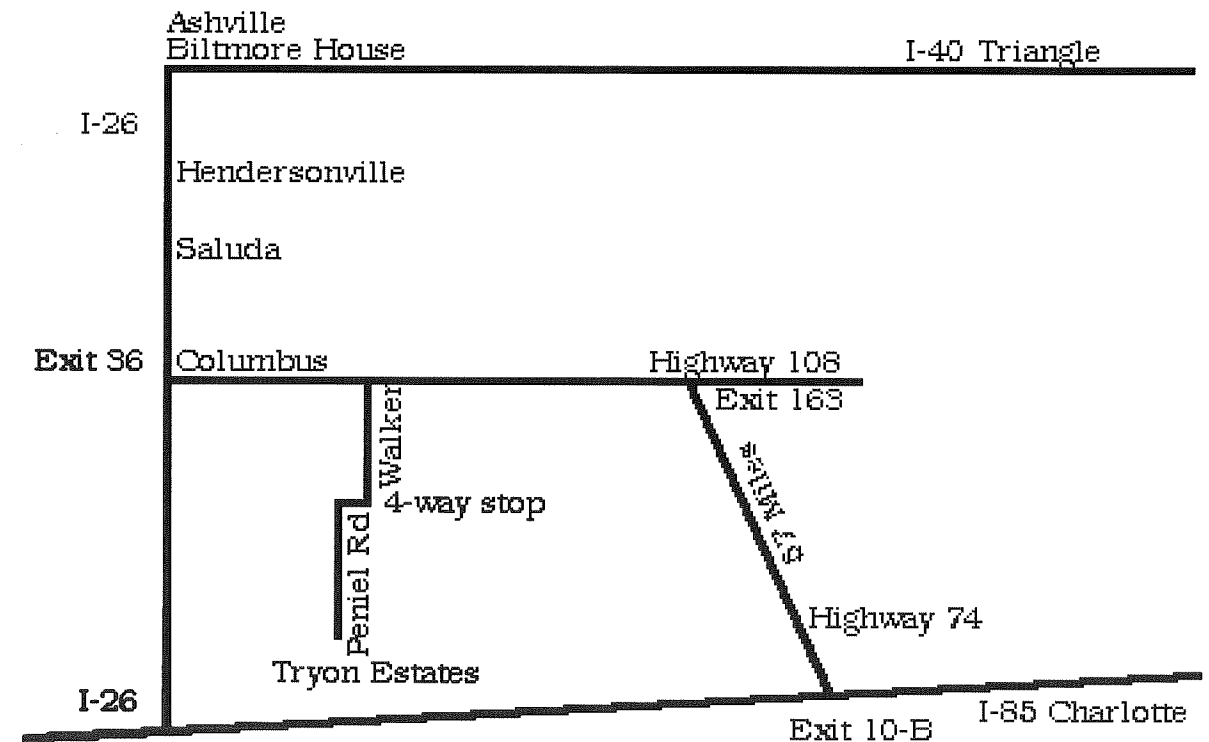 Ashville
Biltmore House
I-40 Triangle
I-26
Hendersonville
Saluda
Exit 36
Columbus
Highway 108
Exit 163
Walker
4-way stop
Peniel Rd
Miles
Highway 74
Tryon Estates
I-26
I-85 Charlotte
Exit 10-B